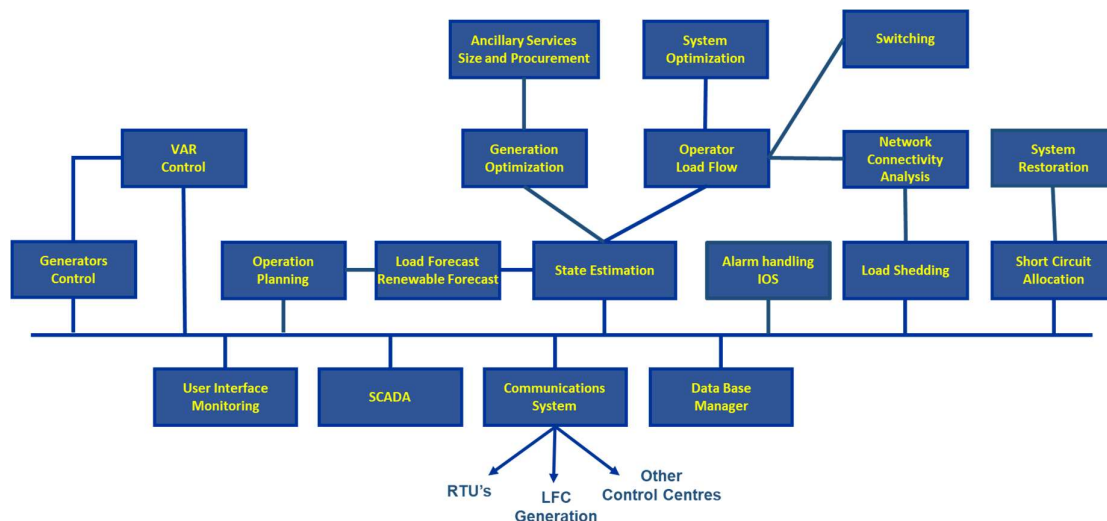 Ancillary Services
Size and Procurement
System
Optimization
Switching
VAR
Control
Generation
Optimization
Operator
Load Flow
Network
Connectivity
Analysis
System
Restoration
Generators
Control
Operation
Planning
Load Forecast
Renewable Forecast
State Estimation
Alarm handling
IOS
Load Shedding
Short Circuit
Allocation
User Interface
Monitoring
SCADA
Communications
System
Data Base
Manager
RTU's
LFC
Generation
Other
Control Centres